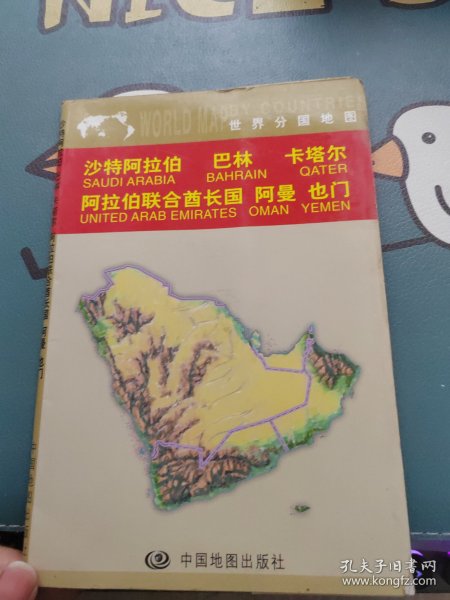 NICE
WORLD MAP BY COUNTRIES
世界分国地图
沙特阿拉伯 巴林 卡塔尔
SAUDI ARABIA BAHRAIN QATER
阿拉伯联合酋长国 阿曼 也门
UNITED ARAB EMIRATES OMAN YEMEN
中国地图出版社
孔夫子旧书网
www.kongfz.com